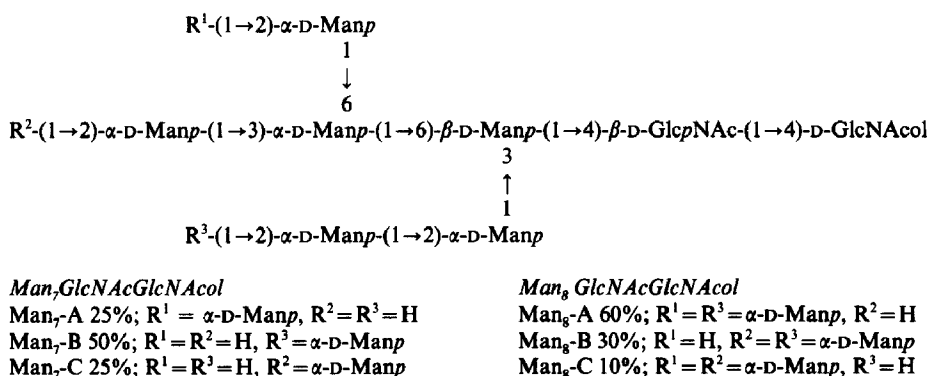 R¹-(1→2)-α-D-Manp
1
↓
6
R²-(1→2)-α-D-Manp-(1→3)-α-D-Manp-(1→6)-β-D-Manp-(1→4)-β-D-GlcpNAc-(1→4)-D-GlcNAcol
3
↑
1
R³-(1→2)-α-D-Manp-(1→2)-α-D-Manp
Man₇GlcNAcGlcNAcol
Man₇-A 25%; R¹ = α-D-Manp, R²=R³=H
Man₇-B 50%; R¹=R²=H, R³=α-D-Manp
Man₇-C 25%; R¹=R³=H, R²=α-D-Manp
Man₈ GlcNAcGlcNAcol
Man₈-A 60%; R¹=R³=α-D-Manp, R²=H
Man₈-B 30%; R¹=H, R²=R³=α-D-Manp
Man₈-C 10%; R¹=R²=α-D-Manp, R³=H